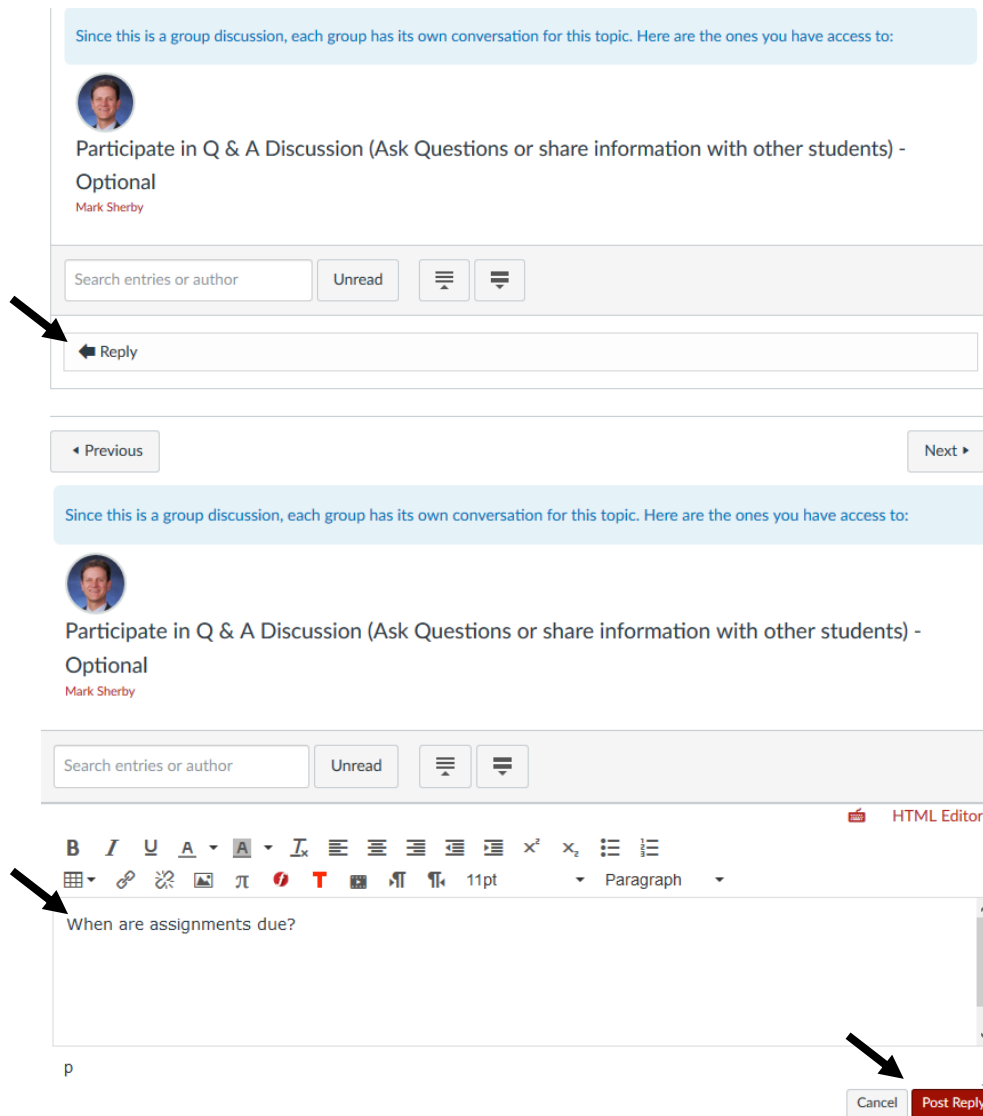 Since this is a group discussion, each group has its own conversation for this topic. Here are the ones you have access to:
Participate in Q & A Discussion (Ask Questions or share information with other students) -
Optional
Mark Sherby
Search entries or author Unread
Reply
Previous Next
Since this is a group discussion, each group has its own conversation for this topic. Here are the ones you have access to:
Participate in Q & A Discussion (Ask Questions or share information with other students) -
Optional
Mark Sherby
Search entries or author Unread
HTML Editor
B I U A A Tx x² x₂
π T 11pt Paragraph
When are assignments due?
p
Cancel Post Reply